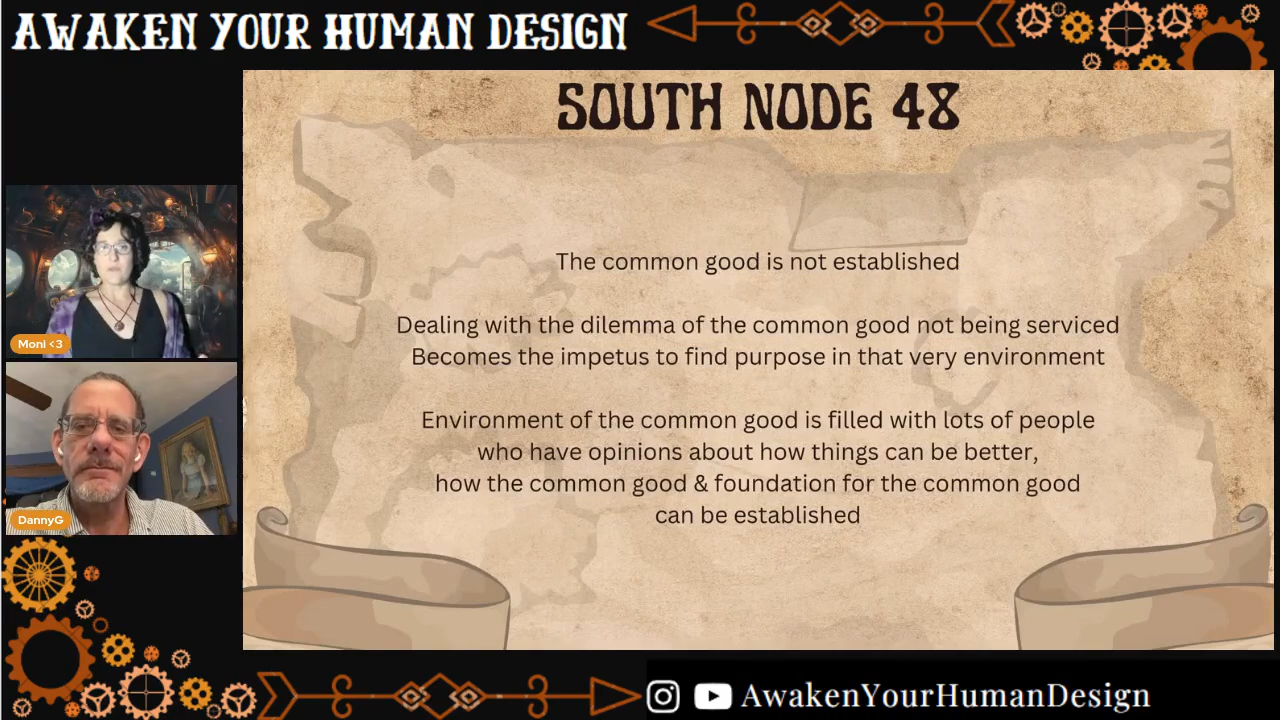 AWAKEN YOUR HUMAN DESIGN
SOUTH NODE 48
The common good is not established
Dealing with the dilemma of the common good not being serviced
Becomes the impetus to find purpose in that very environment
Environment of the common good is filled with lots of people
who have opinions about how things can be better,
how the common good & foundation for the common good
can be established
Moni <3
DannyG
AwakenYourHumanDesign